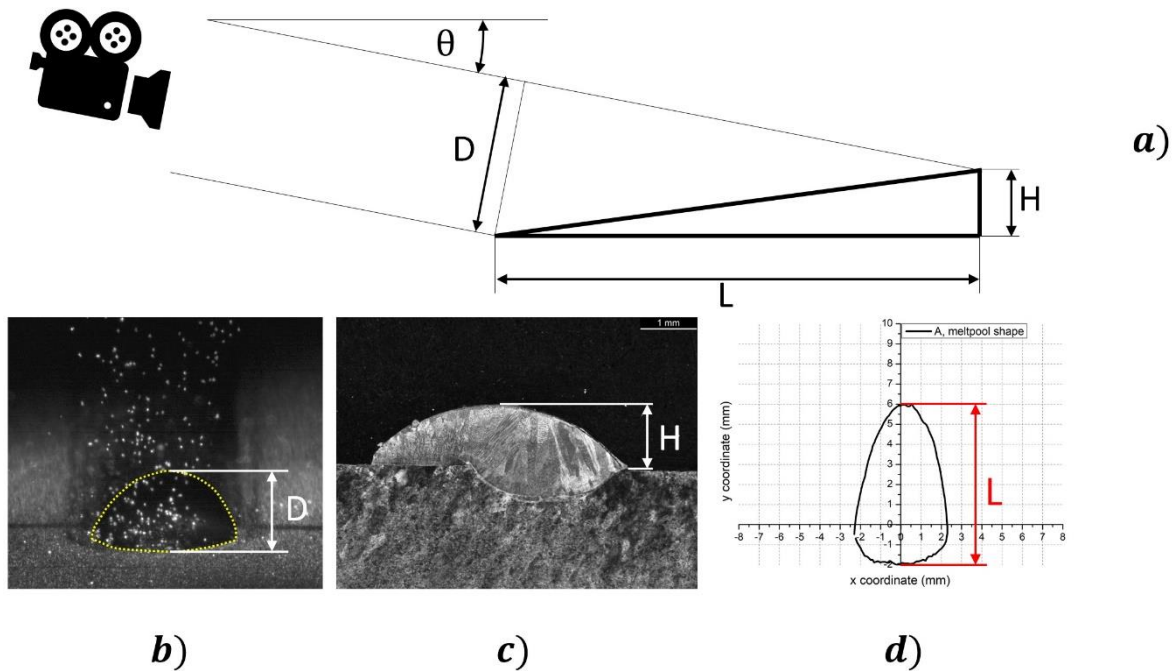 θ
D
H
L
a)
D
1 mm
H
A, meltpool shape
10
9
8
7
6
5
4
3
2
1
0
-1
-2
-8 -7 -6 -5 -4 -3 -2 -1 0 1 2 3 4 5 6 7 8
y coordinate (mm)
x coordinate (mm)
L
b)
c)
d)